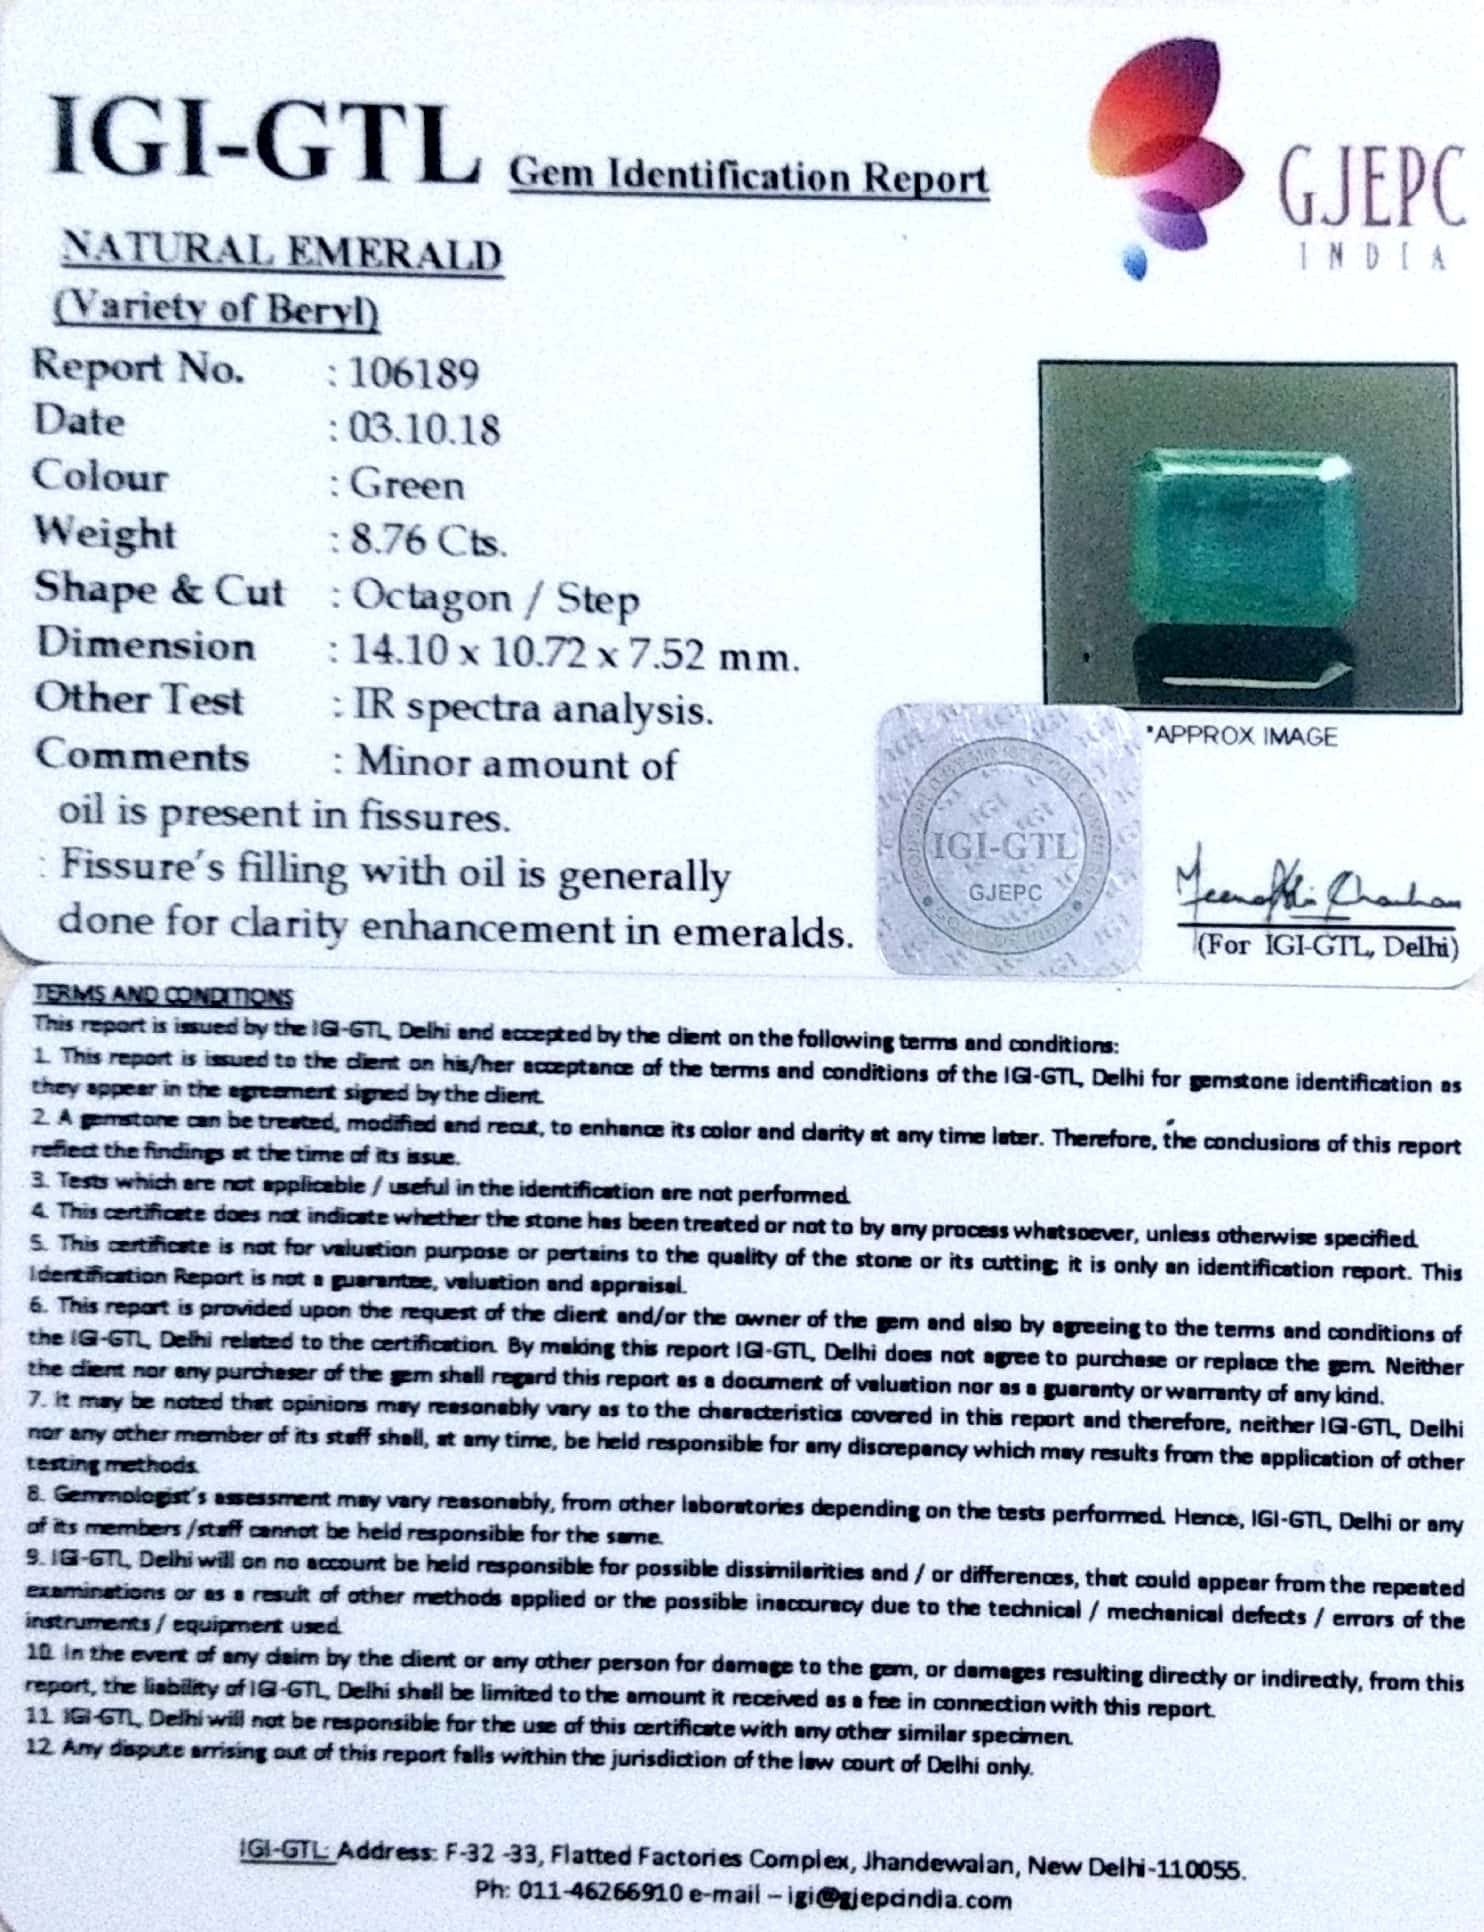 IGI-GTL Gem Identification Report
GJEPC
INDIA
NATURAL EMERALD
(Variety of Beryl)
Report No. : 106189
Date : 03.10.18
Colour : Green
Weight : 8.76 Cts.
Shape & Cut : Octagon / Step
Dimension : 14.10 x 10.72 x 7.52 mm.
Other Test : IR spectra analysis.
Comments : Minor amount of
oil is present in fissures.
: Fissure's filling with oil is generally
done for clarity enhancement in emeralds.
*APPROX IMAGE
IGI-GTL
GJEPC
(For IGI-GTL, Delhi)
TERMS AND CONDITIONS
This report is issued by the IGI-GTL, Delhi and accepted by the client on the following terms and conditions:
1. This report is issued to the client on his/her acceptance of the terms and conditions of the IGI-GTL, Delhi for gemstone identification as
they appear in the agreement signed by the client.
2. A gemstone can be treated, modified and recut, to enhance its color and clarity at any time later. Therefore, the conclusions of this report
reflect the findings at the time of its issue.
3. Tests which are not applicable / useful in the identification are not performed.
4. This certificate does not indicate whether the stone has been treated or not to by any process whatsoever, unless otherwise specified.
5. This certificate is not for valuation purpose or pertains to the quality of the stone or its cutting; it is only an identification report. This
Identification Report is not a guarantee, valuation and appraisal.
6. This report is provided upon the request of the client and/or the owner of the gem and also by agreeing to the terms and conditions of
the IGI-GTL, Delhi related to the certification. By making this report IGI-GTL, Delhi does not agree to purchase or replace the gem. Neither
the client nor any purchaser of the gem shall regard this report as a document of valuation nor as a guaranty or warranty of any kind.
7. It may be noted that opinions may reasonably vary as to the characteristics covered in this report and therefore, neither IGI-GTL, Delhi
nor any other member of its staff shall, at any time, be held responsible for any discrepancy which may results from the application of other
testing methods.
8. Gemmologist's assessment may vary reasonably, from other laboratories depending on the tests performed. Hence, IGI-GTL, Delhi or any
of its members /staff cannot be held responsible for the same.
9. IGI-GTL, Delhi will on no account be held responsible for possible dissimilarities and / or differences, that could appear from the repeated
examinations or as a result of other methods applied or the possible inaccuracy due to the technical / mechanical defects / errors of the
instruments / equipment used.
10. In the event of any claim by the client or any other person for damage to the gem, or damages resulting directly or indirectly, from this
report, the liability of IGI-GTL, Delhi shall be limited to the amount it received as a fee in connection with this report.
11. IGI-GTL, Delhi will not be responsible for the use of this certificate with any other similar specimen.
12. Any dispute arrising out of this report falls within the jurisdiction of the law court of Delhi only.
IGI-GTL: Address: F-32 -33, Flatted Factories Complex, Jhandewalan, New Delhi-110055.
Ph: 011-46266910 e-mail – igi@gjepcindia.com